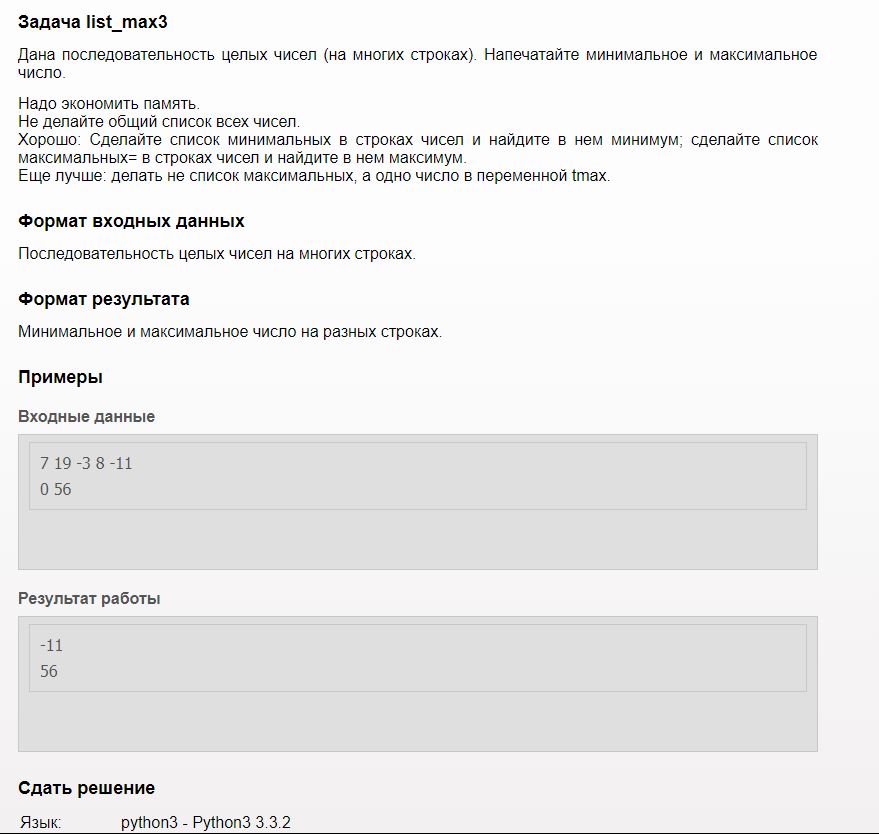 Задача list_max3
Дана последовательность целых чисел (на многих строках). Напечатайте минимальное и максимальное
число.
Надо экономить память.
Не делайте общий список всех чисел.
Хорошо: Сделайте список минимальных в строках чисел и найдите в нем минимум; сделайте список
максимальных= в строках чисел и найдите в нем максимум.
Еще лучше: делать не список максимальных, а одно число в переменной tmax.
Формат входных данных
Последовательность целых чисел на многих строках.
Формат результата
Минимальное и максимальное число на разных строках.
Примеры
Входные данные
7 19 -3 8 -11
0 56
Результат работы
-11
56
Сдать решение
Язык: python3 - Python3 3.3.2